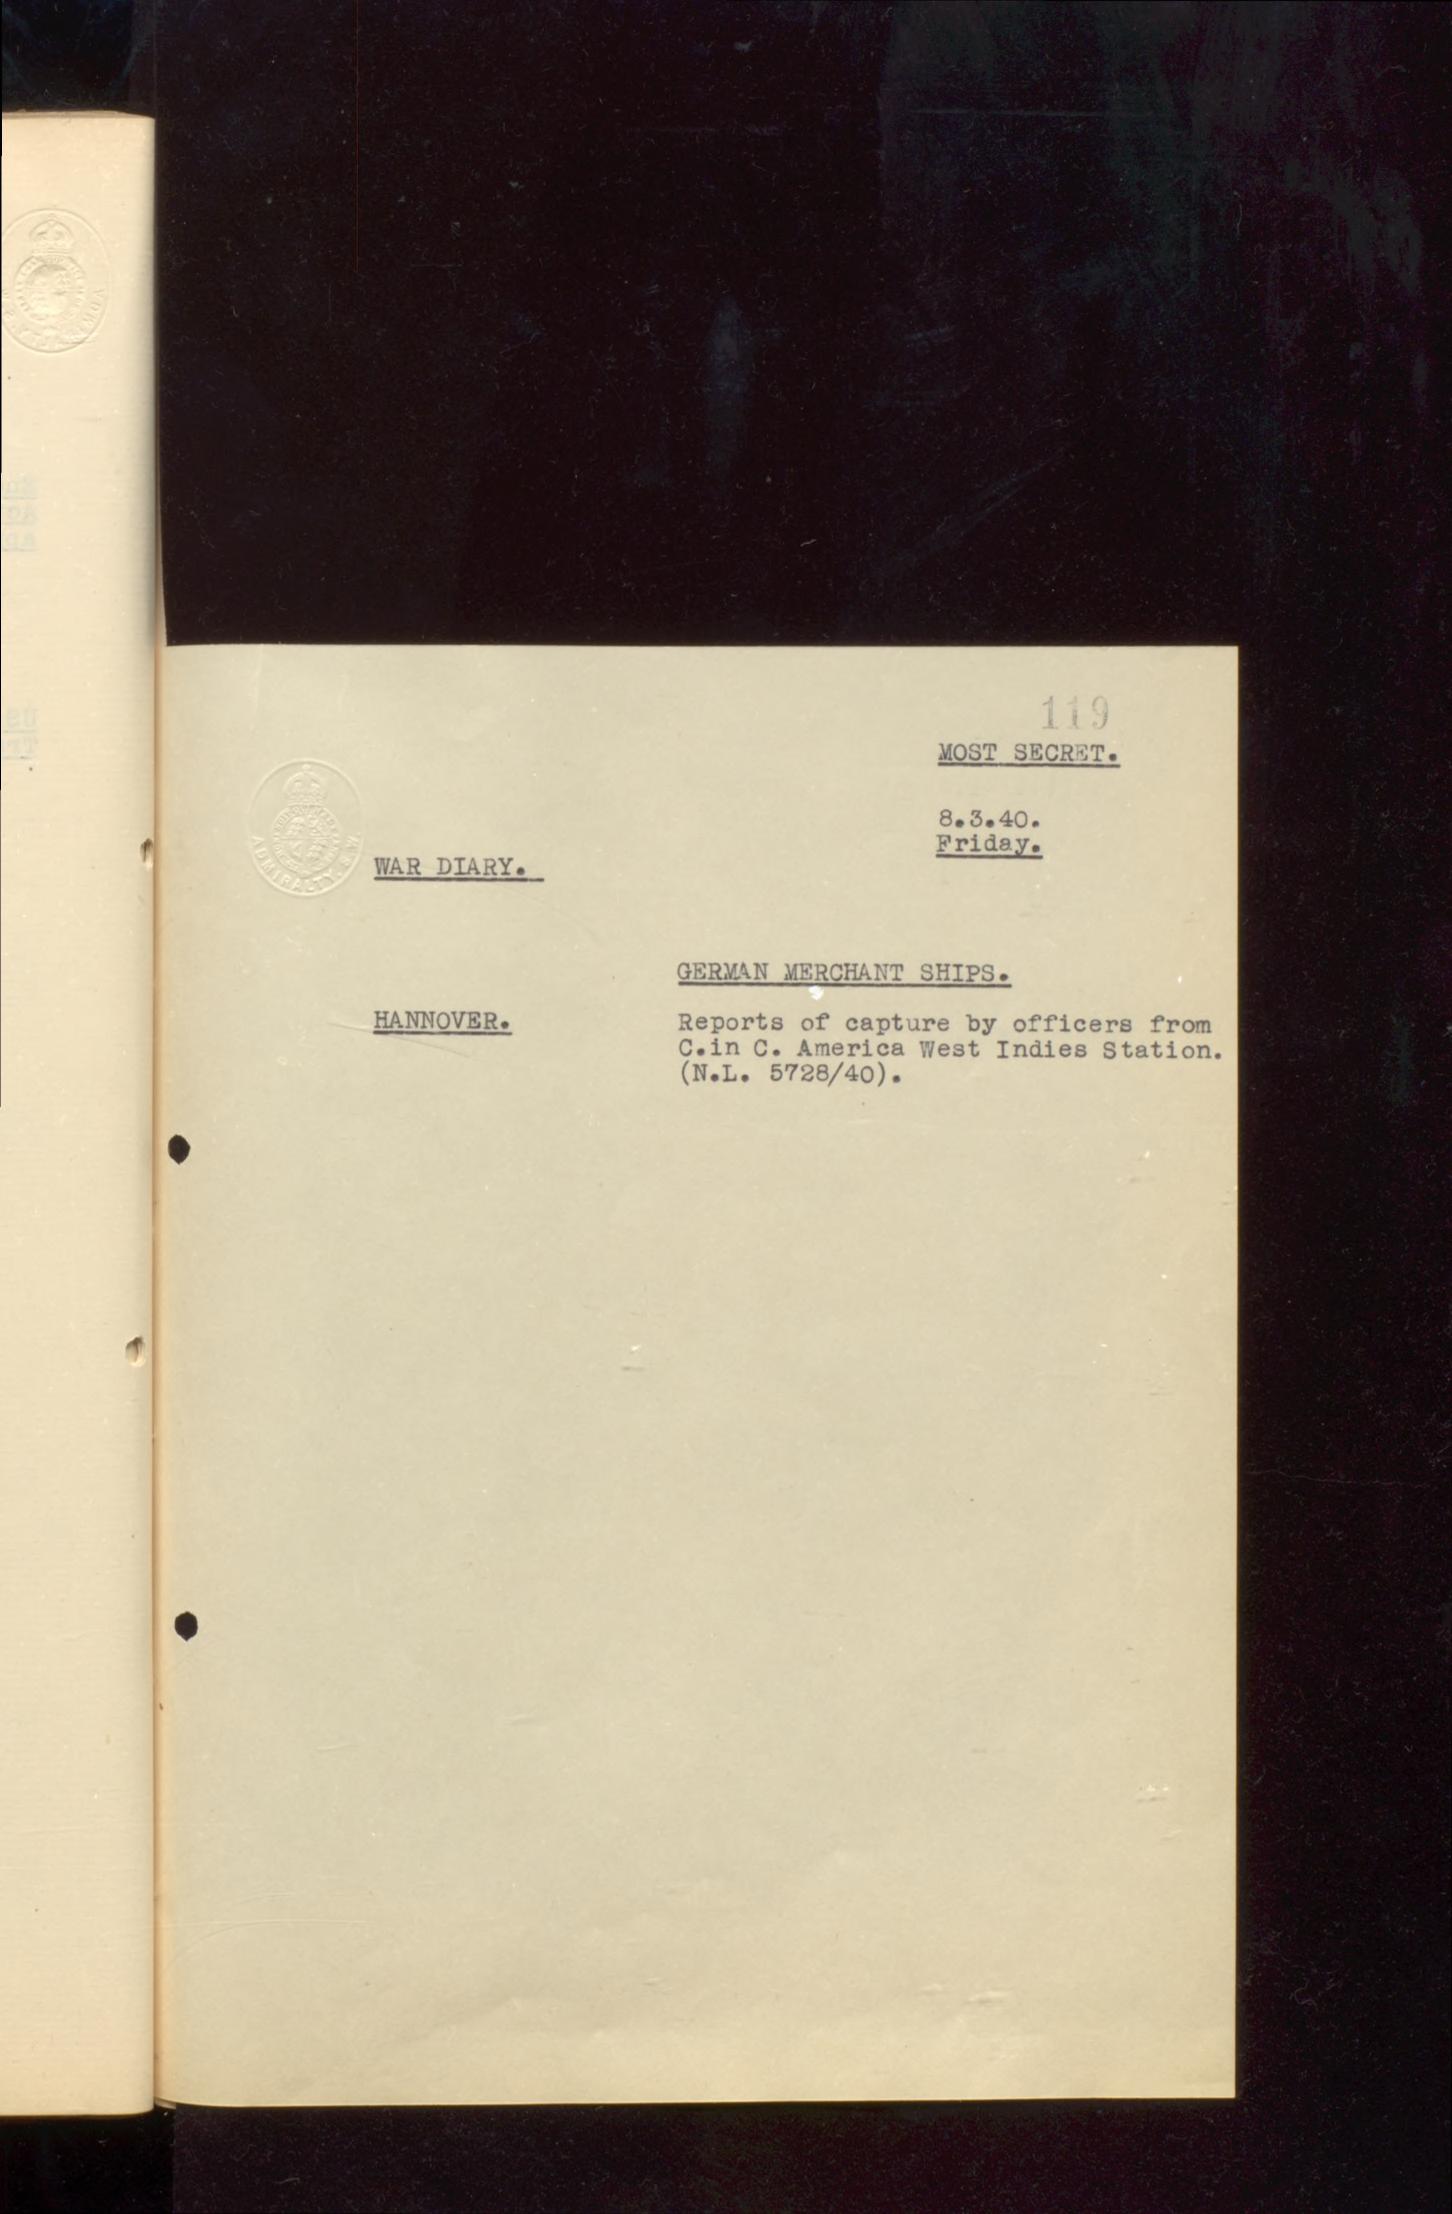 119
MOST SECRET.
8.3.40.
Friday.
ADMIRALTY. S.W.
WAR DIARY.
GERMAN MERCHANT SHIPS.
HANNOVER.
Reports of capture by officers from
C.in C. America West Indies Station.
(N.L. 5728/40).